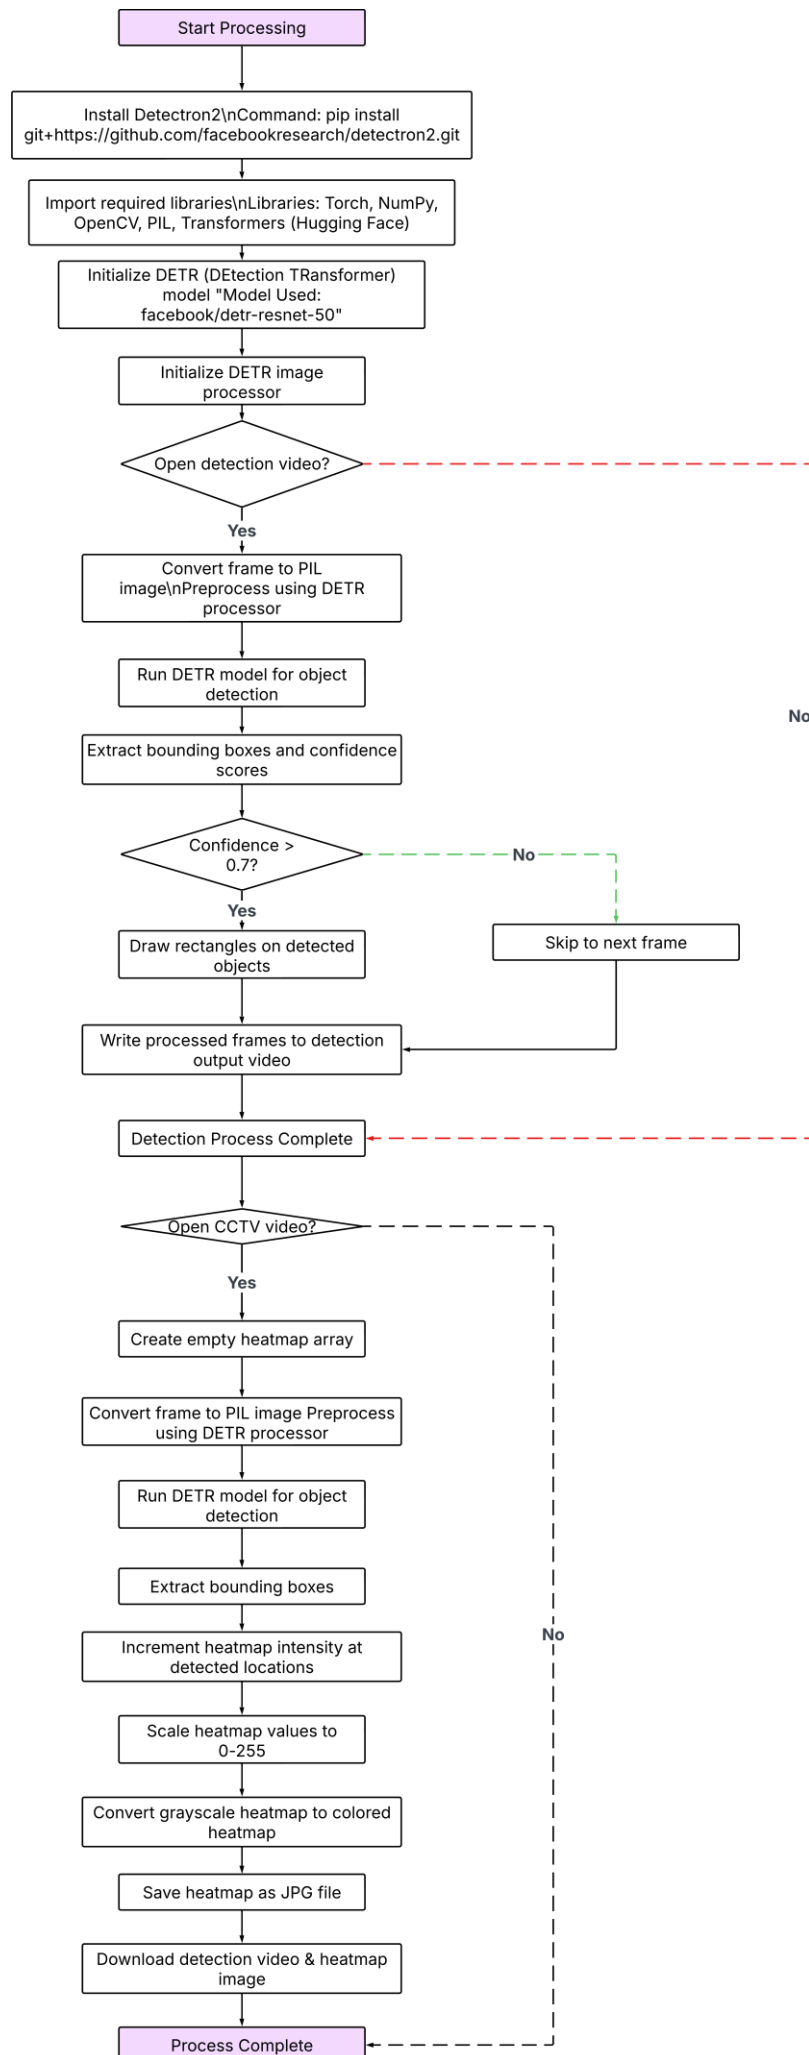 Start Processing
Install Detectron2\nCommand: pip install
git+https://github.com/facebookresearch/detectron2.git
Import required libraries\nLibraries: Torch, NumPy,
OpenCV, PIL, Transformers (Hugging Face)
Initialize DETR (DEtection TRansformer)
model "Model Used:
facebook/detr-resnet-50"
Initialize DETR image
processor
Open detection video?
Yes
Convert frame to PIL
image\nPreprocess using DETR
processor
Run DETR model for object
detection
No
Extract bounding boxes and confidence
scores
Confidence >
0.7?
No
Yes
Draw rectangles on detected
objects
Skip to next frame
Write processed frames to detection
output video
Detection Process Complete
Open CCTV video?
Yes
Create empty heatmap array
Convert frame to PIL image Preprocess
using DETR processor
Run DETR model for object
detection
Extract bounding boxes
No
Increment heatmap intensity at
detected locations
Scale heatmap values to
0-255
Convert grayscale heatmap to colored
heatmap
Save heatmap as JPG file
Download detection video & heatmap
image
Process Complete